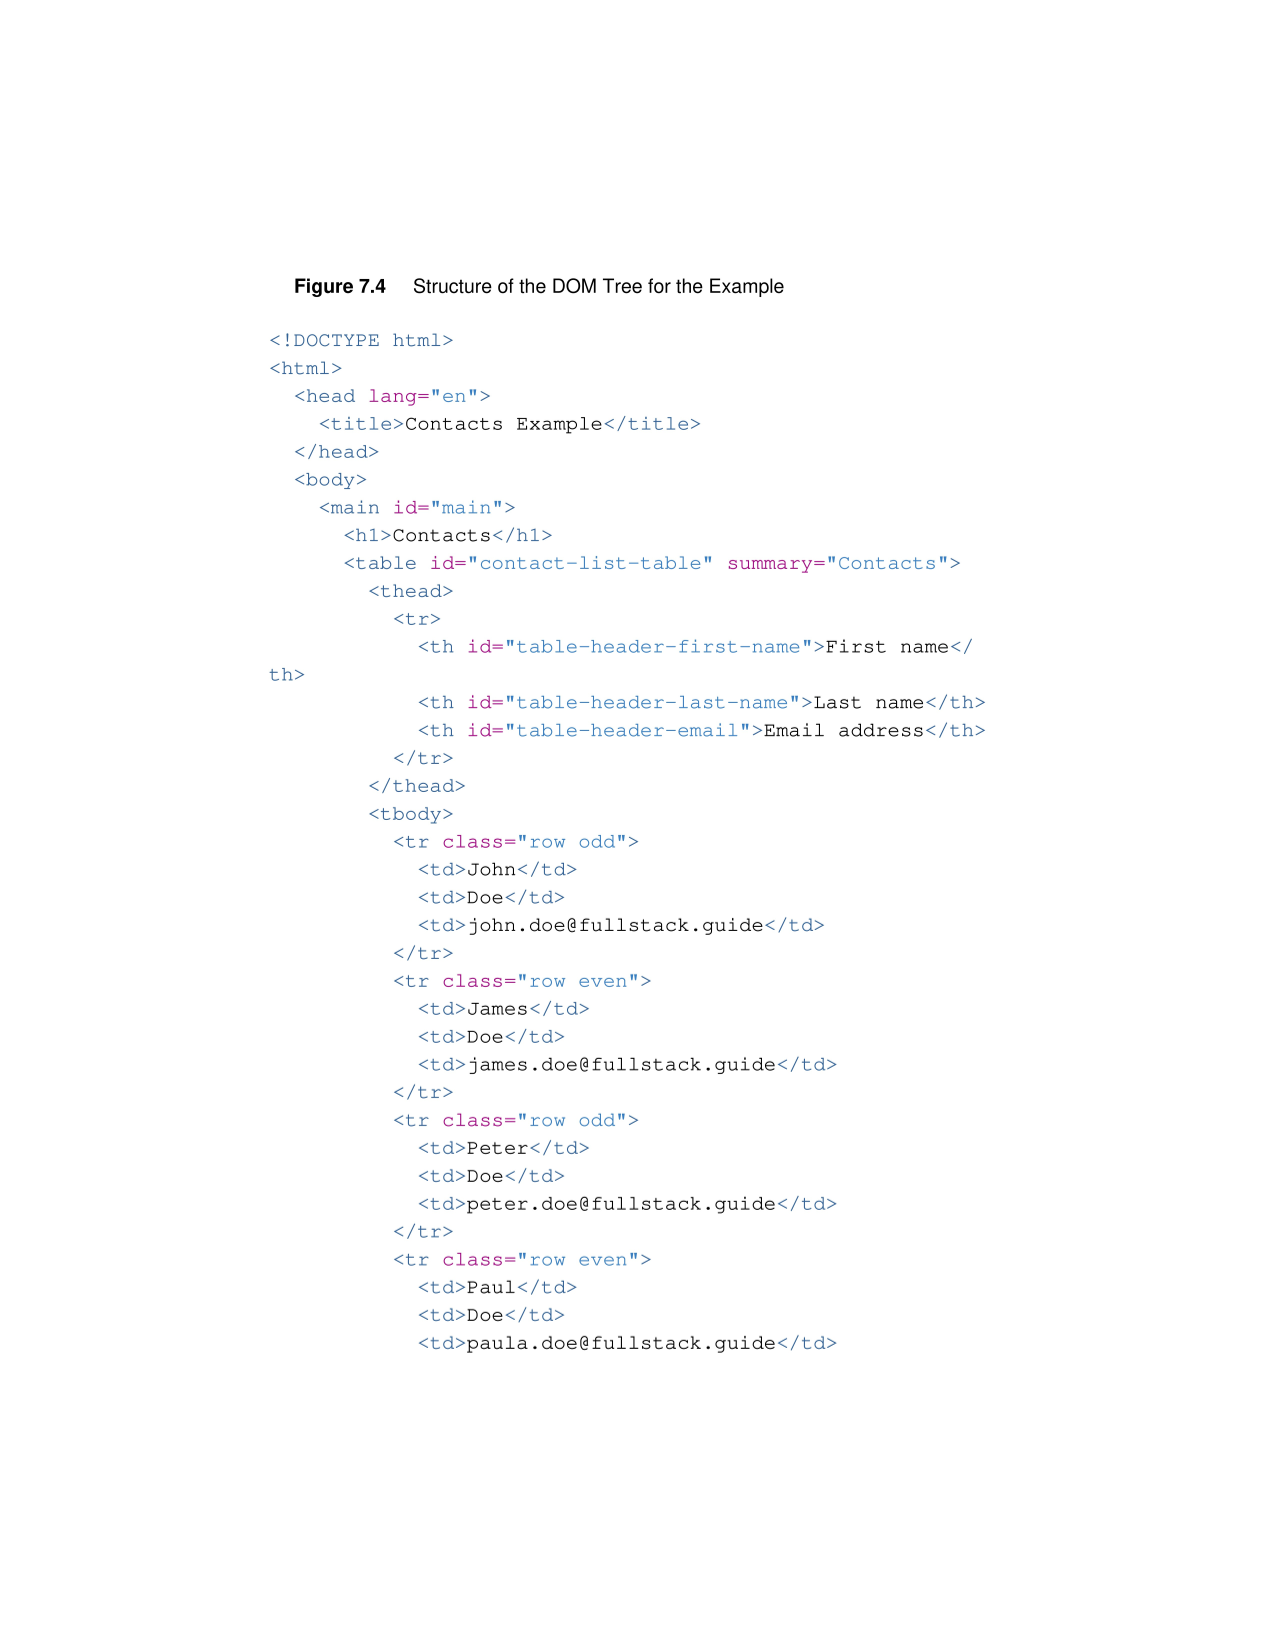 Figure 7.4 Structure of the DOM Tree for the Example
<!DOCTYPE html>
<html>
  <head lang="en">
    <title>Contacts Example</title>
  </head>
  <body>
    <main id="main">
      <h1>Contacts</h1>
      <table id="contact-list-table" summary="Contacts">
        <thead>
          <tr>
            <th id="table-header-first-name">First name</
th>
            <th id="table-header-last-name">Last name</th>
            <th id="table-header-email">Email address</th>
          </tr>
        </thead>
        <tbody>
          <tr class="row odd">
            <td>John</td>
            <td>Doe</td>
            <td>john.doe@fullstack.guide</td>
          </tr>
          <tr class="row even">
            <td>James</td>
            <td>Doe</td>
            <td>james.doe@fullstack.guide</td>
          </tr>
          <tr class="row odd">
            <td>Peter</td>
            <td>Doe</td>
            <td>peter.doe@fullstack.guide</td>
          </tr>
          <tr class="row even">
            <td>Paul</td>
            <td>Doe</td>
            <td>paula.doe@fullstack.guide</td>